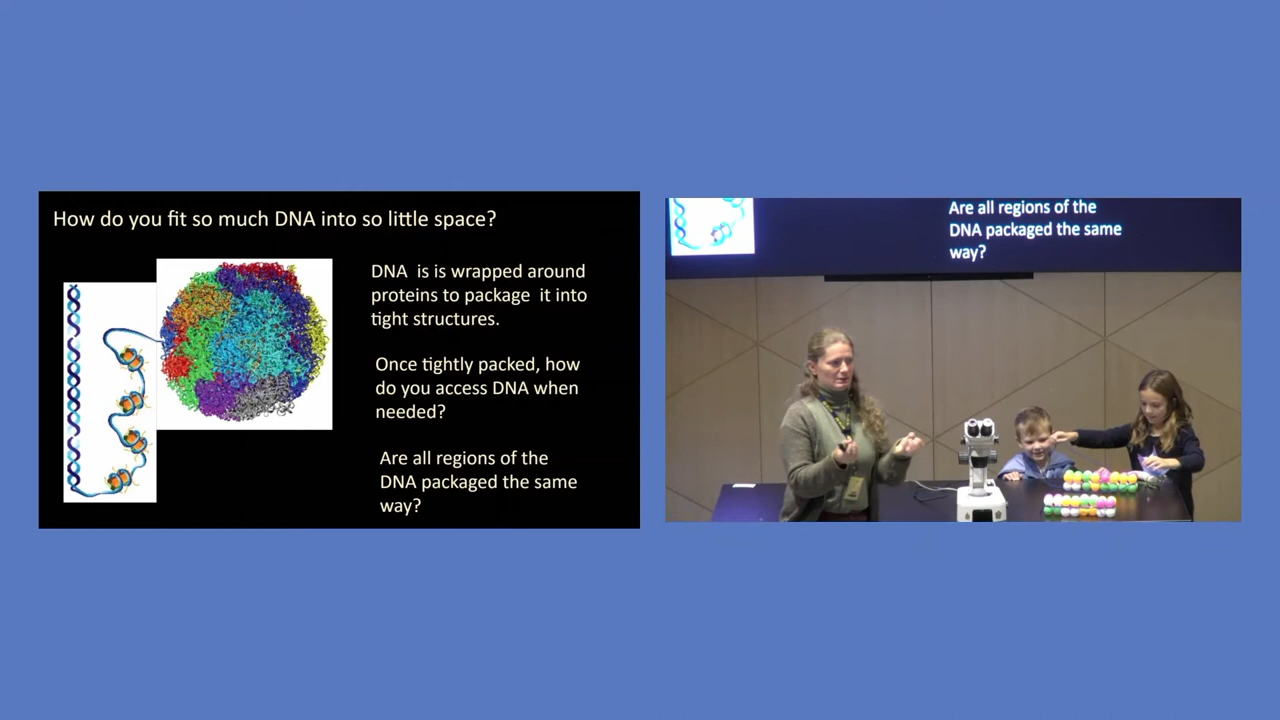 How do you fit so much DNA into so little space?
DNA is is wrapped around
proteins to package it into
tight structures.
Once tightly packed, how
do you access DNA when
needed?
Are all regions of the
DNA packaged the same
way?
Are all regions of the
DNA packaged the same
way?